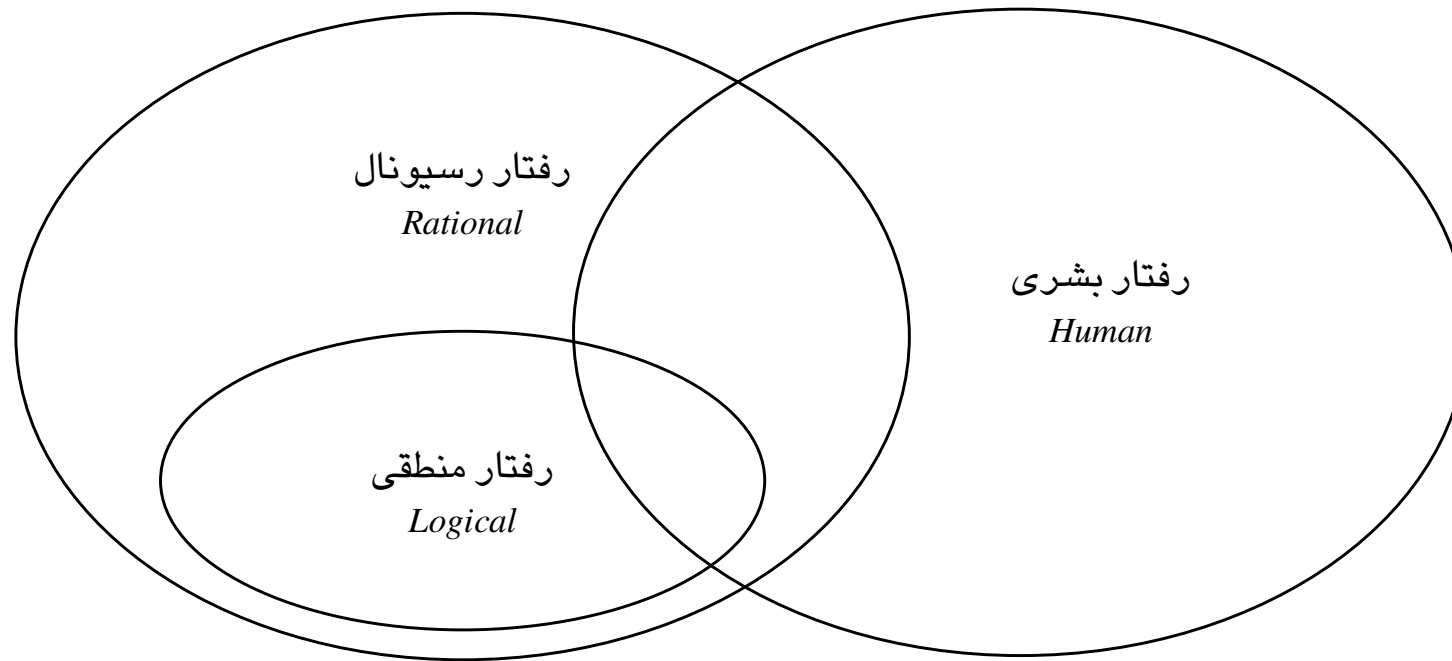 رفتار رسیونال
Rational
رفتار بشری
Human
رفتار منطقی
Logical